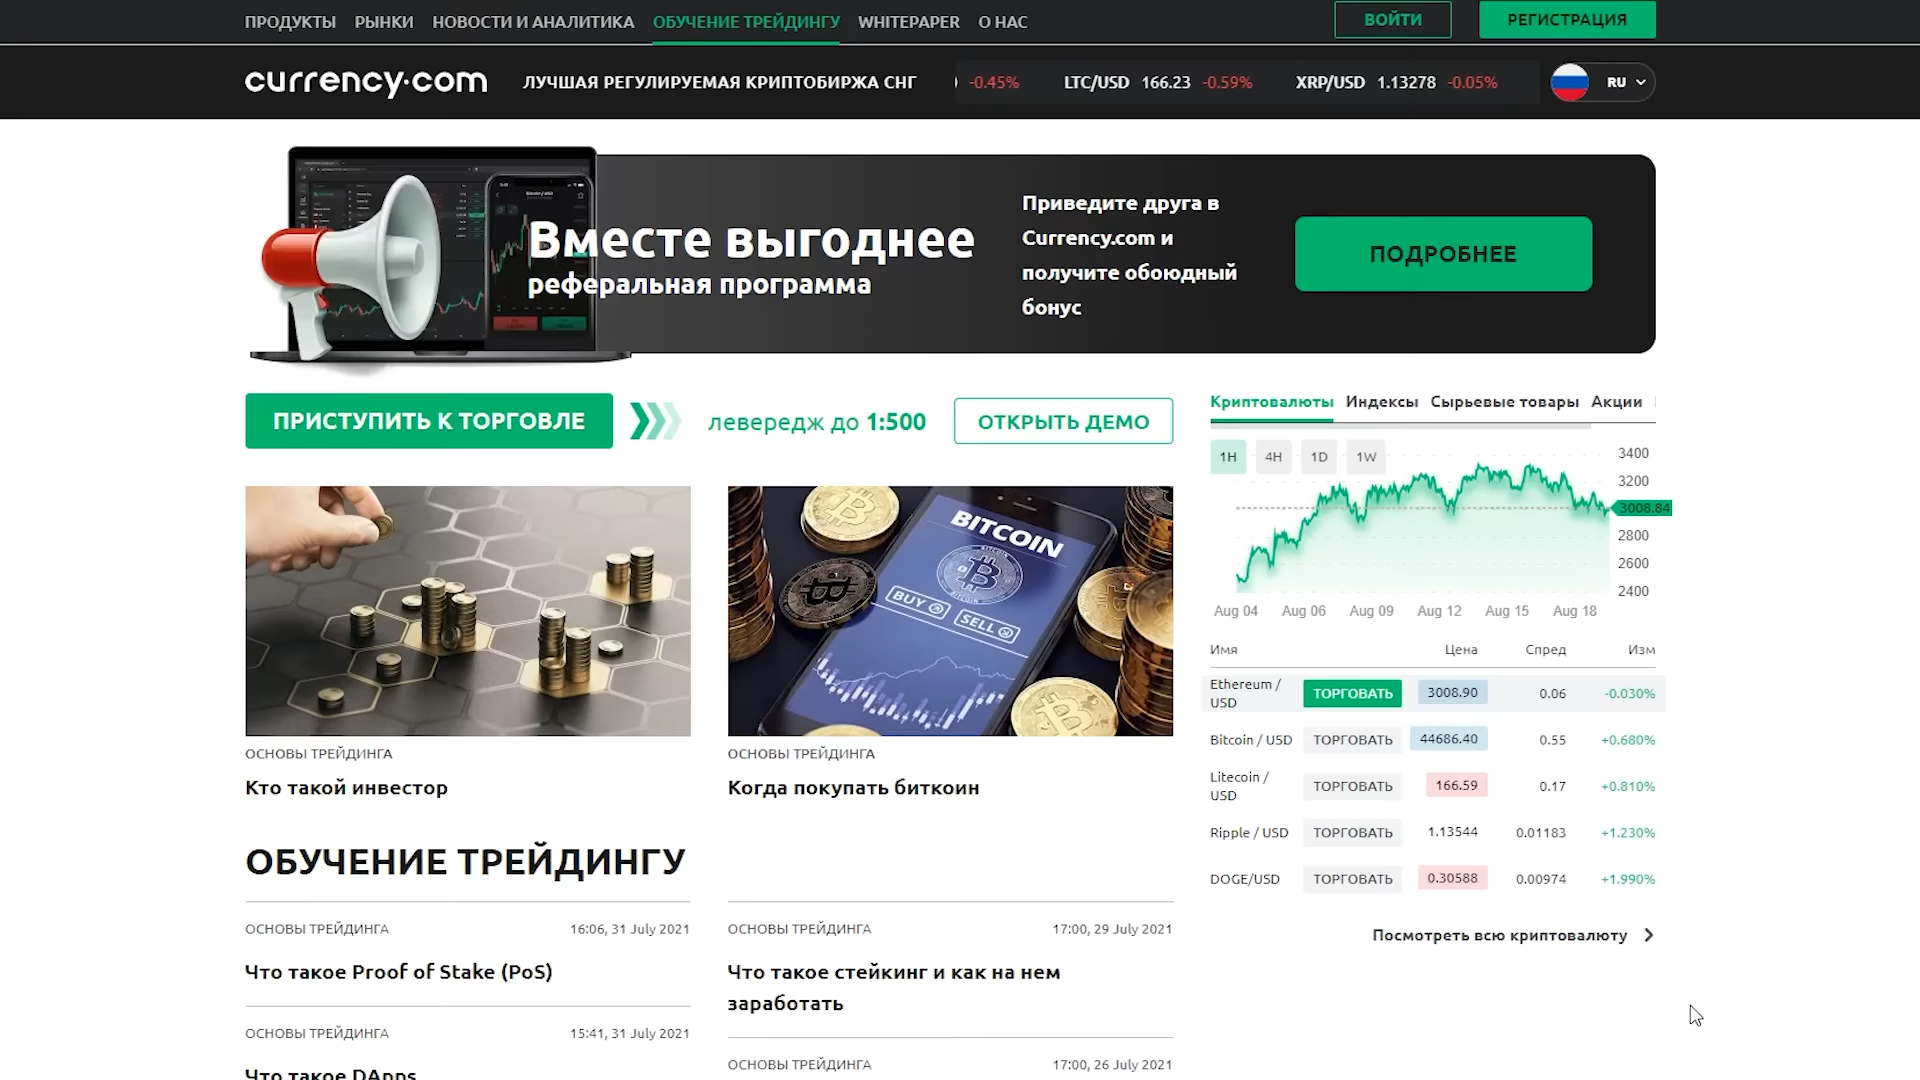 ПРОДУКТЫ РЫНКИ НОВОСТИ И АНАЛИТИКА ОБУЧЕНИЕ ТРЕЙДИНГУ WHITEPAPER О НАС ВОЙТИ РЕГИСТРАЦИЯ
currency.com ЛУЧШАЯ РЕГУЛИРУЕМАЯ КРИПТОБИРЖА СНГ -0.45% LTC/USD 166.23 -0.59% XRP/USD 1.13278 -0.05% RU
Вместе выгоднее
реферальная программа
Приведите друга в
Currency.com и
получите обоюдный
бонус
ПОДРОБНЕЕ
ПРИСТУПИТЬ К ТОРГОВЛЕ левередж до 1:500 ОТКРЫТЬ ДЕМО
BITCOIN
BUY
SELL
ОСНОВЫ ТРЕЙДИНГА
Кто такой инвестор
ОСНОВЫ ТРЕЙДИНГА
Когда покупать биткоин
ОБУЧЕНИЕ ТРЕЙДИНГУ
ОСНОВЫ ТРЕЙДИНГА 16:06, 31 July 2021
Что такое Proof of Stake (PoS)
ОСНОВЫ ТРЕЙДИНГА 15:41, 31 July 2021
Что такое DApps
ОСНОВЫ ТРЕЙДИНГА 17:00, 29 July 2021
Что такое стейкинг и как на нем
заработать
ОСНОВЫ ТРЕЙДИНГА 17:00, 26 July 2021
Криптовалюты Индексы Сырьевые товары Акции
1H 4H 1D 1W
3400
3200
3008.84
2800
2600
2400
Aug 04 Aug 06 Aug 09 Aug 12 Aug 15 Aug 18
Имя Цена Спред Изм
Ethereum /
USD ТОРГОВАТЬ 3008.90 0.06 -0.030%
Bitcoin / USD ТОРГОВАТЬ 44686.40 0.55 +0.680%
Litecoin /
USD ТОРГОВАТЬ 166.59 0.17 +0.810%
Ripple / USD ТОРГОВАТЬ 1.13544 0.01183 +1.230%
DOGE/USD ТОРГОВАТЬ 0.30588 0.00974 +1.990%
Посмотреть всю криптовалюту